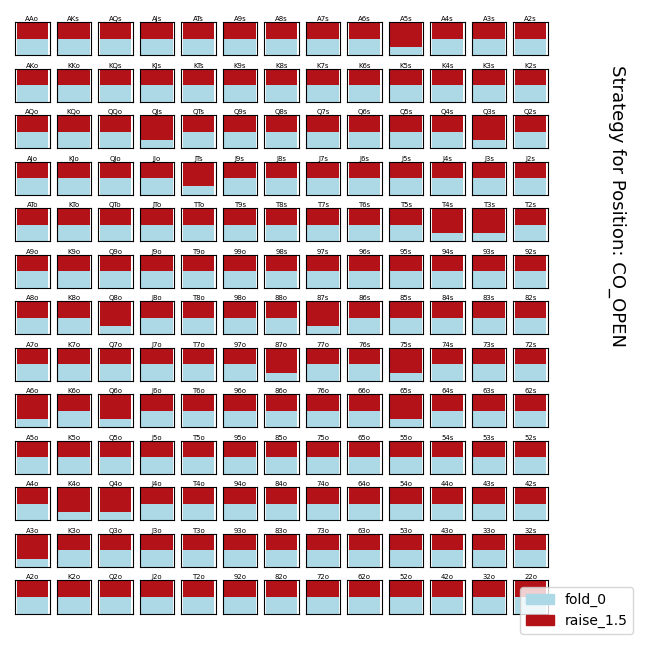 AAo AKs AQs AJs ATs A9s A8s A7s A6s A5s A4s A3s A2s
AKo KKo KQs KJs KTs K9s K8s K7s K6s K5s K4s K3s K2s
AQo KQo QQo QJs QTs Q9s Q8s Q7s Q6s Q5s Q4s Q3s Q2s
AJo KJo QJo JJo JTs J9s J8s J7s J6s J5s J4s J3s J2s
ATo KTo QTo JTo TTo T9s T8s T7s T6s T5s T4s T3s T2s
A9o K9o Q9o J9o T9o 99o 98s 97s 96s 95s 94s 93s 92s
A8o K8o Q8o J8o T8o 98o 88o 87s 86s 85s 84s 83s 82s
A7o K7o Q7o J7o T7o 97o 87o 77o 76s 75s 74s 73s 72s
A6o K6o Q6o J6o T6o 96o 86o 76o 66o 65s 64s 63s 62s
A5o K5o Q5o J5o T5o 95o 85o 75o 65o 55o 54s 53s 52s
A4o K4o Q4o J4o T4o 94o 84o 74o 64o 54o 44o 43s 42s
A3o K3o Q3o J3o T3o 93o 83o 73o 63o 53o 43o 33o 32s
A2o K2o Q2o J2o T2o 92o 82o 72o 62o 52o 42o 32o 22o
Strategy for Position: CO_OPEN
fold_0
raise_1.5